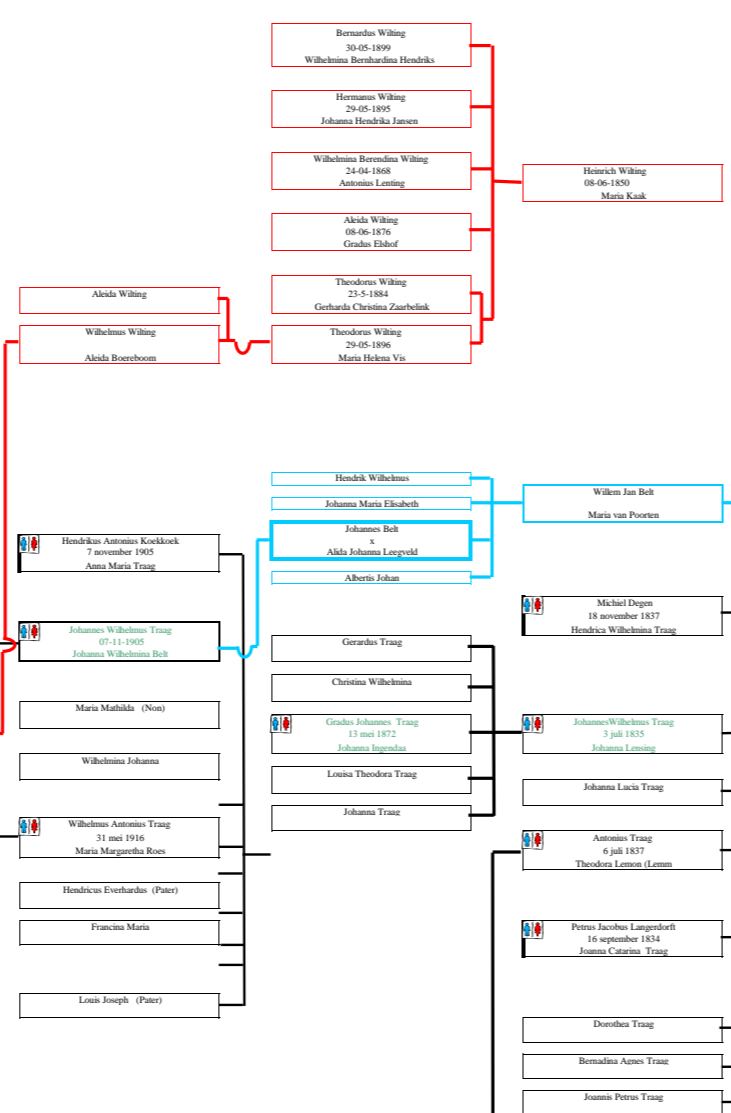 Bernardus Wilting
30-05-1899
Wilhelmina Bernhardina Hendriks
Hermanus Wilting
29-05-1895
Johanna Hendrika Jansen
Wilhelmina Berendina Wilting
24-04-1868
Antonius Lenting
Aleida Wilting
08-06-1876
Gradus Elshof
Theodorus Wilting
23-5-1884
Gerharda Christina Zaarbelink
Theodorus Wilting
29-05-1896
Maria Helena Vis
Heinrich Wilting
08-06-1850
Maria Kaak
Aleida Wilting
Wilhelmus Wilting
Aleida Boereboom
Hendrik Wilhelmus
Johanna Maria Elisabeth
Johannes Belt
x
Alida Johanna Leegveld
Albertis Johan
Willem Jan Belt
Maria van Poorten
Hendrikus Antonius Koekkoek
7 november 1905
Anna Maria Traag
Johannes Wilhelmus Traag
07-11-1905
Johanna Wilhelmina Belt
Maria Mathilda (Non)
Wilhelmina Johanna
Wilhelmus Antonius Traag
31 mei 1916
Maria Margaretha Roes
Hendricus Everhardus (Pater)
Francina Maria
Louis Joseph (Pater)
Gerardus Traag
Christina Wilhelmina
Gradus Johannes Traag
13 mei 1872
Johanna Ingendaa
Louisa Theodora Traag
Johanna Traag
Michiel Degen
18 november 1837
Hendrica Wilhelmina Traag
JohannesWilhelmus Traag
3 juli 1835
Johanna Lensing
Johanna Lucia Traag
Antonius Traag
6 juli 1837
Theodora Lemon (Lemm
Petrus Jacobus Langerdorft
16 september 1834
Joanna Catarina Traag
Dorothea Traag
Bernadina Agnes Traag
Joannis Petrus Traag